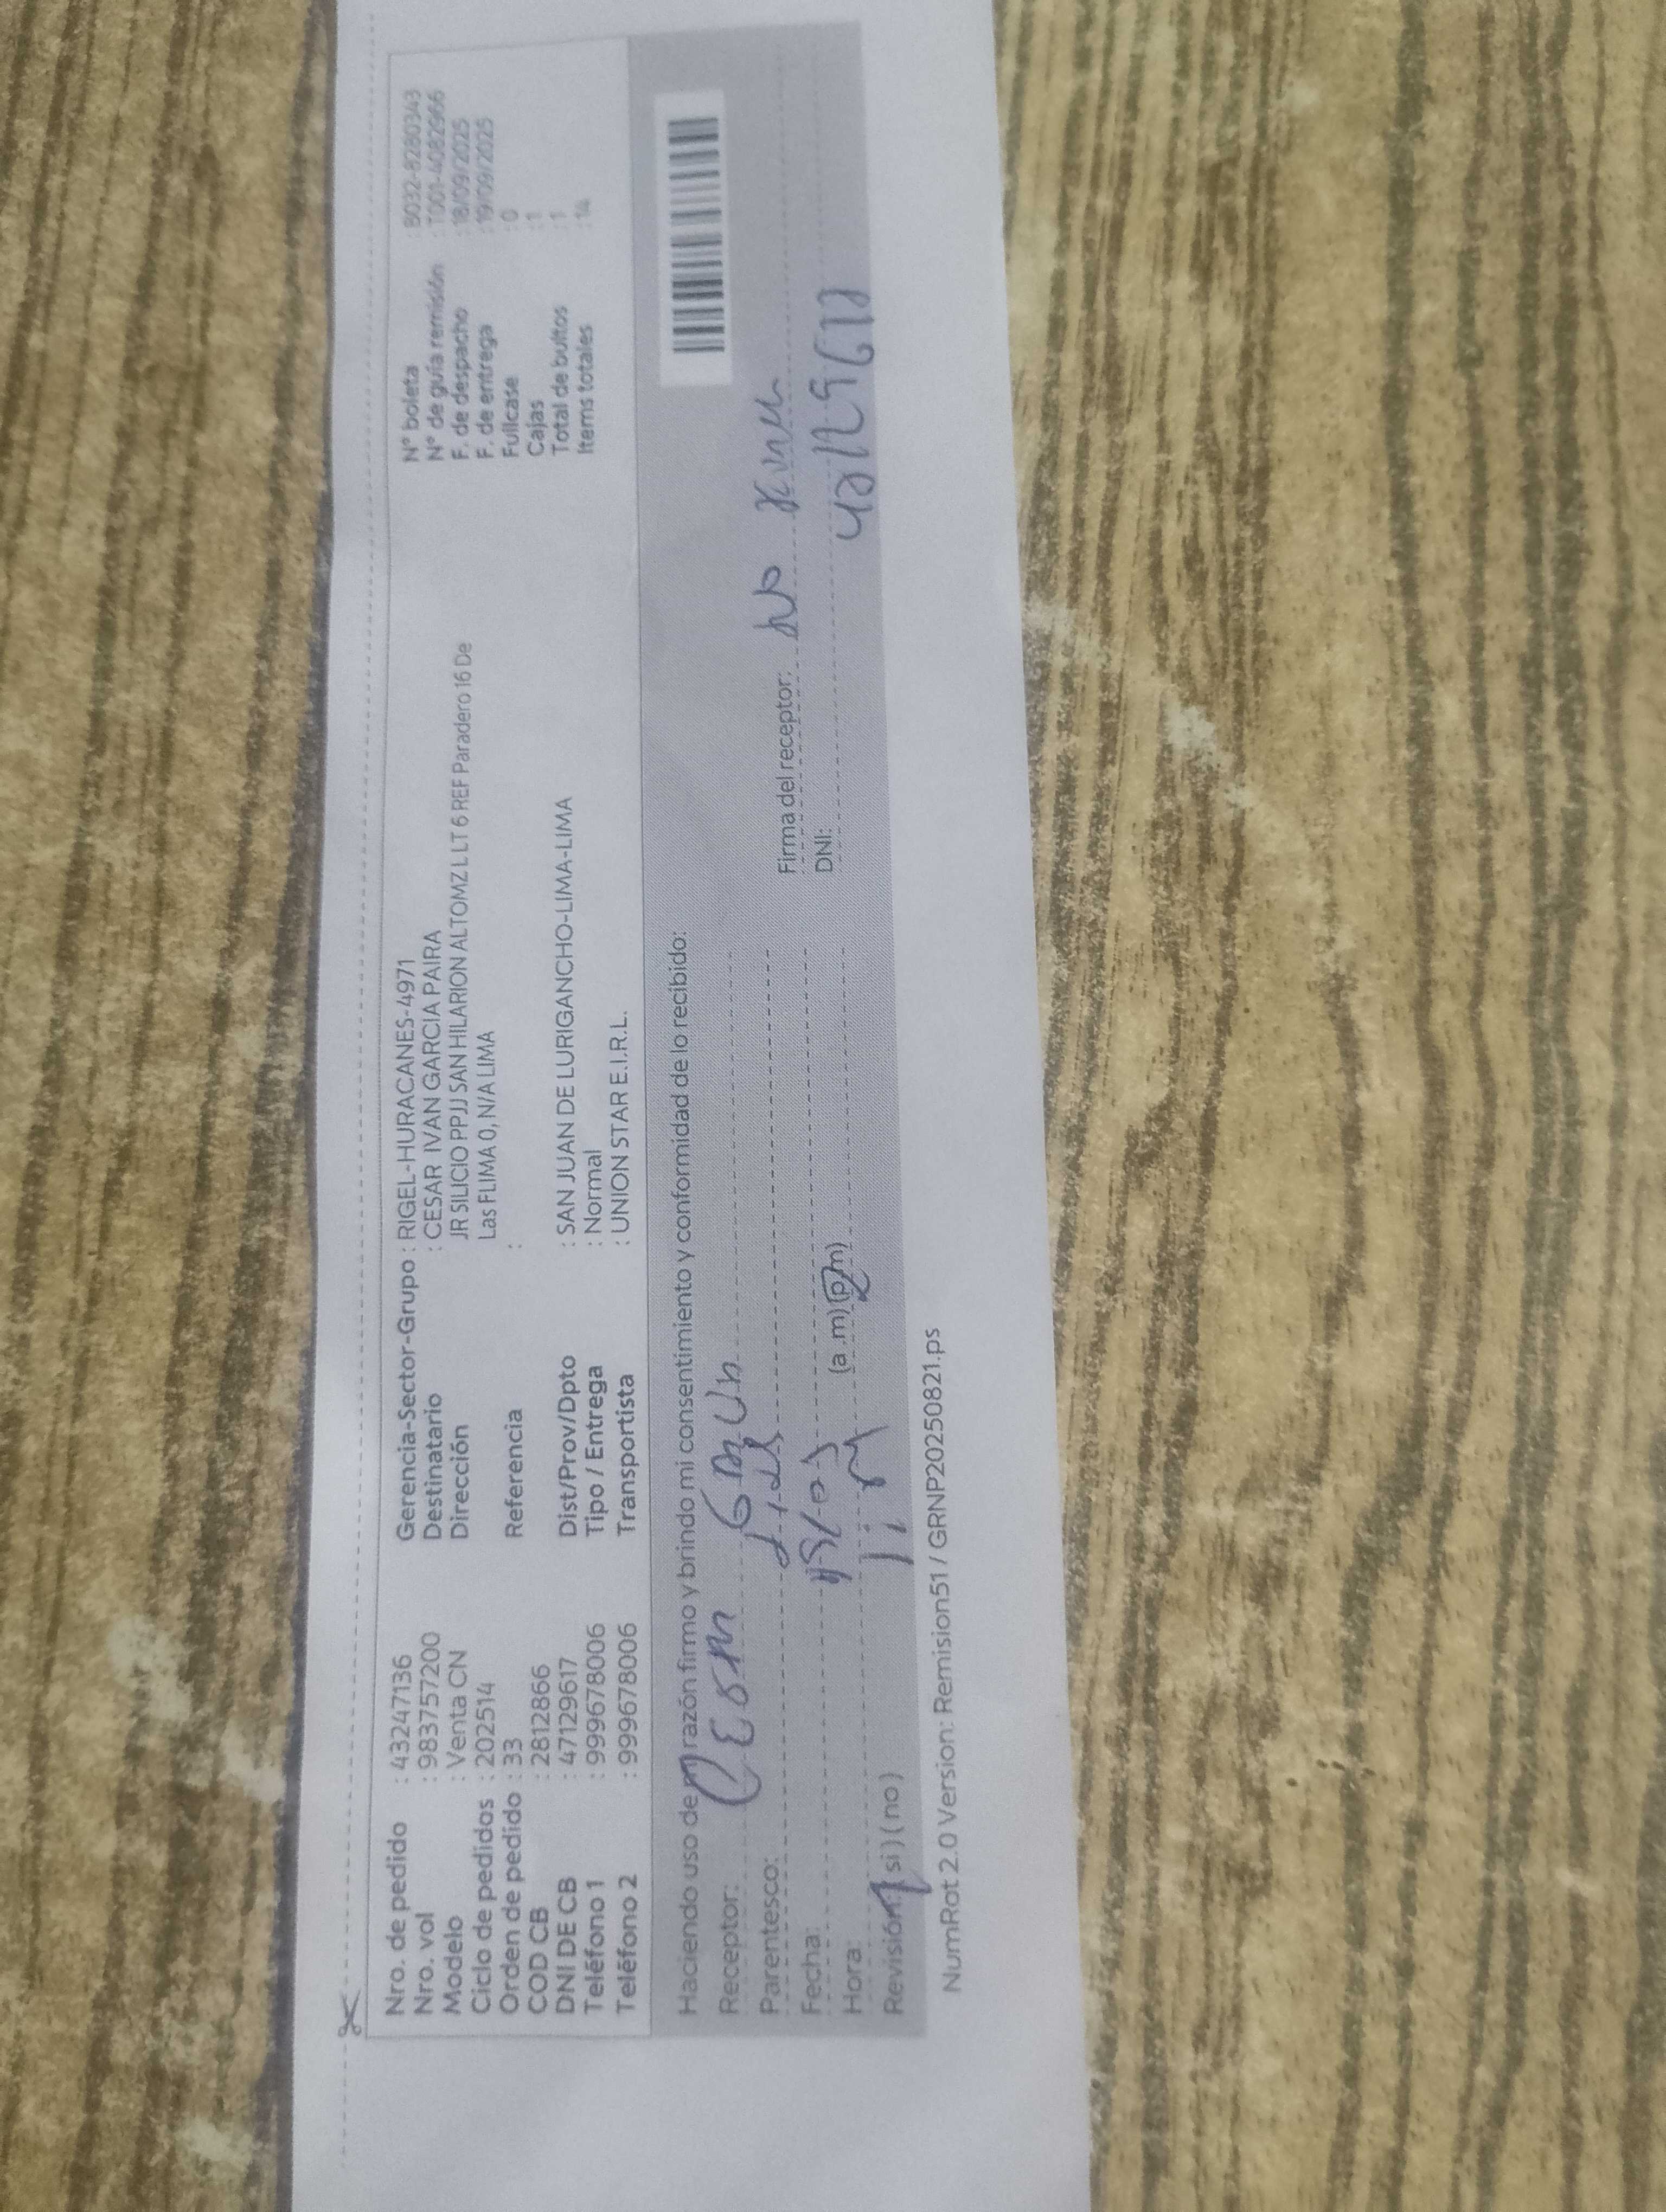 Nro. de pedido : 43247136
Nro. vol : 983757200
Modelo : Venta CN
Ciclo de pedidos : 202514
Orden de pedido : 33
COD CB : 2812866
DNI DE CB : 47129617
Teléfono 1 : 999678006
Teléfono 2 : 999678006
Gerencia-Sector-Grupo : RIGEL-HURACANES-4971
Destinatario : CESAR IVAN GARCIA PAIRA
Dirección JR SILICIO PPJJ SAN HILARION ALTOMZ L LT 6 REF Paradero 16 De
Las FLIMA 0, N/A LIMA
Referencia :
Dist/Prov/Dpto : SAN JUAN DE LURIGANCHO-LIMA-LIMA
Tipo / Entrega : Normal
Transportista : UNION STAR E.I.R.L.
N° boleta : B032-8280343
N° de guía remisión : T001-4082966
F. de despacho : 18/09/2025
F. de entrega : 19/09/2025
Fullcase : 0
Cajas : 1
Total de bultos : 1
Items totales : 14
Haciendo uso de mi razón firmo y brindo mi consentimiento y conformidad de lo recibido:
Receptor:
Parentesco:
Fecha:
Hora: (a .m) (p.m)
Revisión: (si) (no)
Firma del receptor: no
DNI:
NumRot 2.0 Version: Remision51 / GRNP20250821.ps